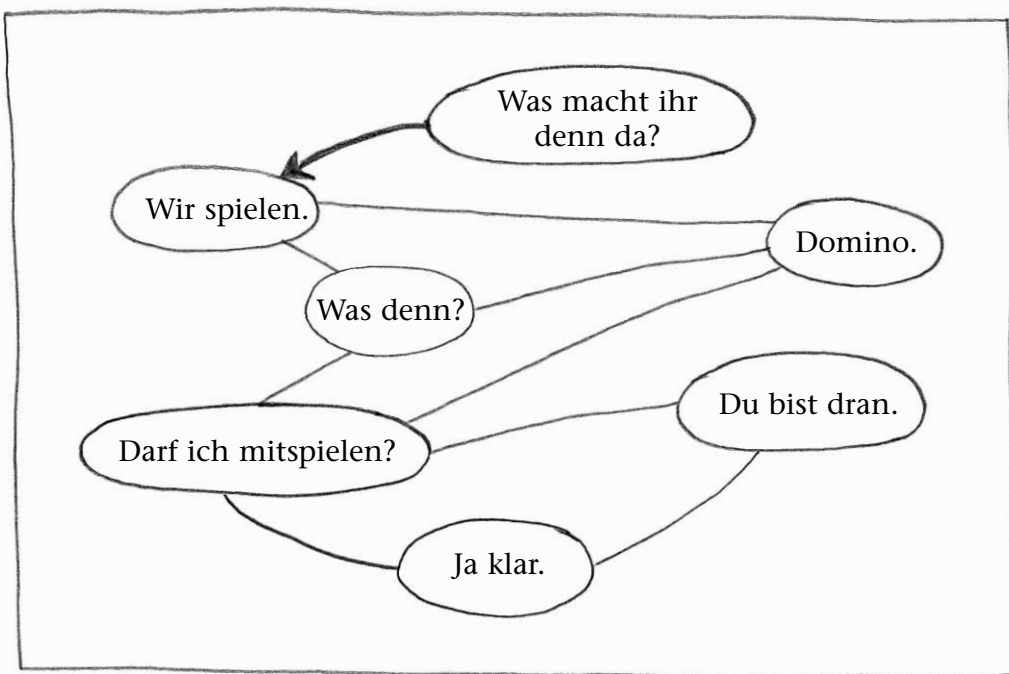 Was macht ihr
denn da?
Wir spielen.
Domino.
Was denn?
Du bist dran.
Darf ich mitspielen?
Ja klar.